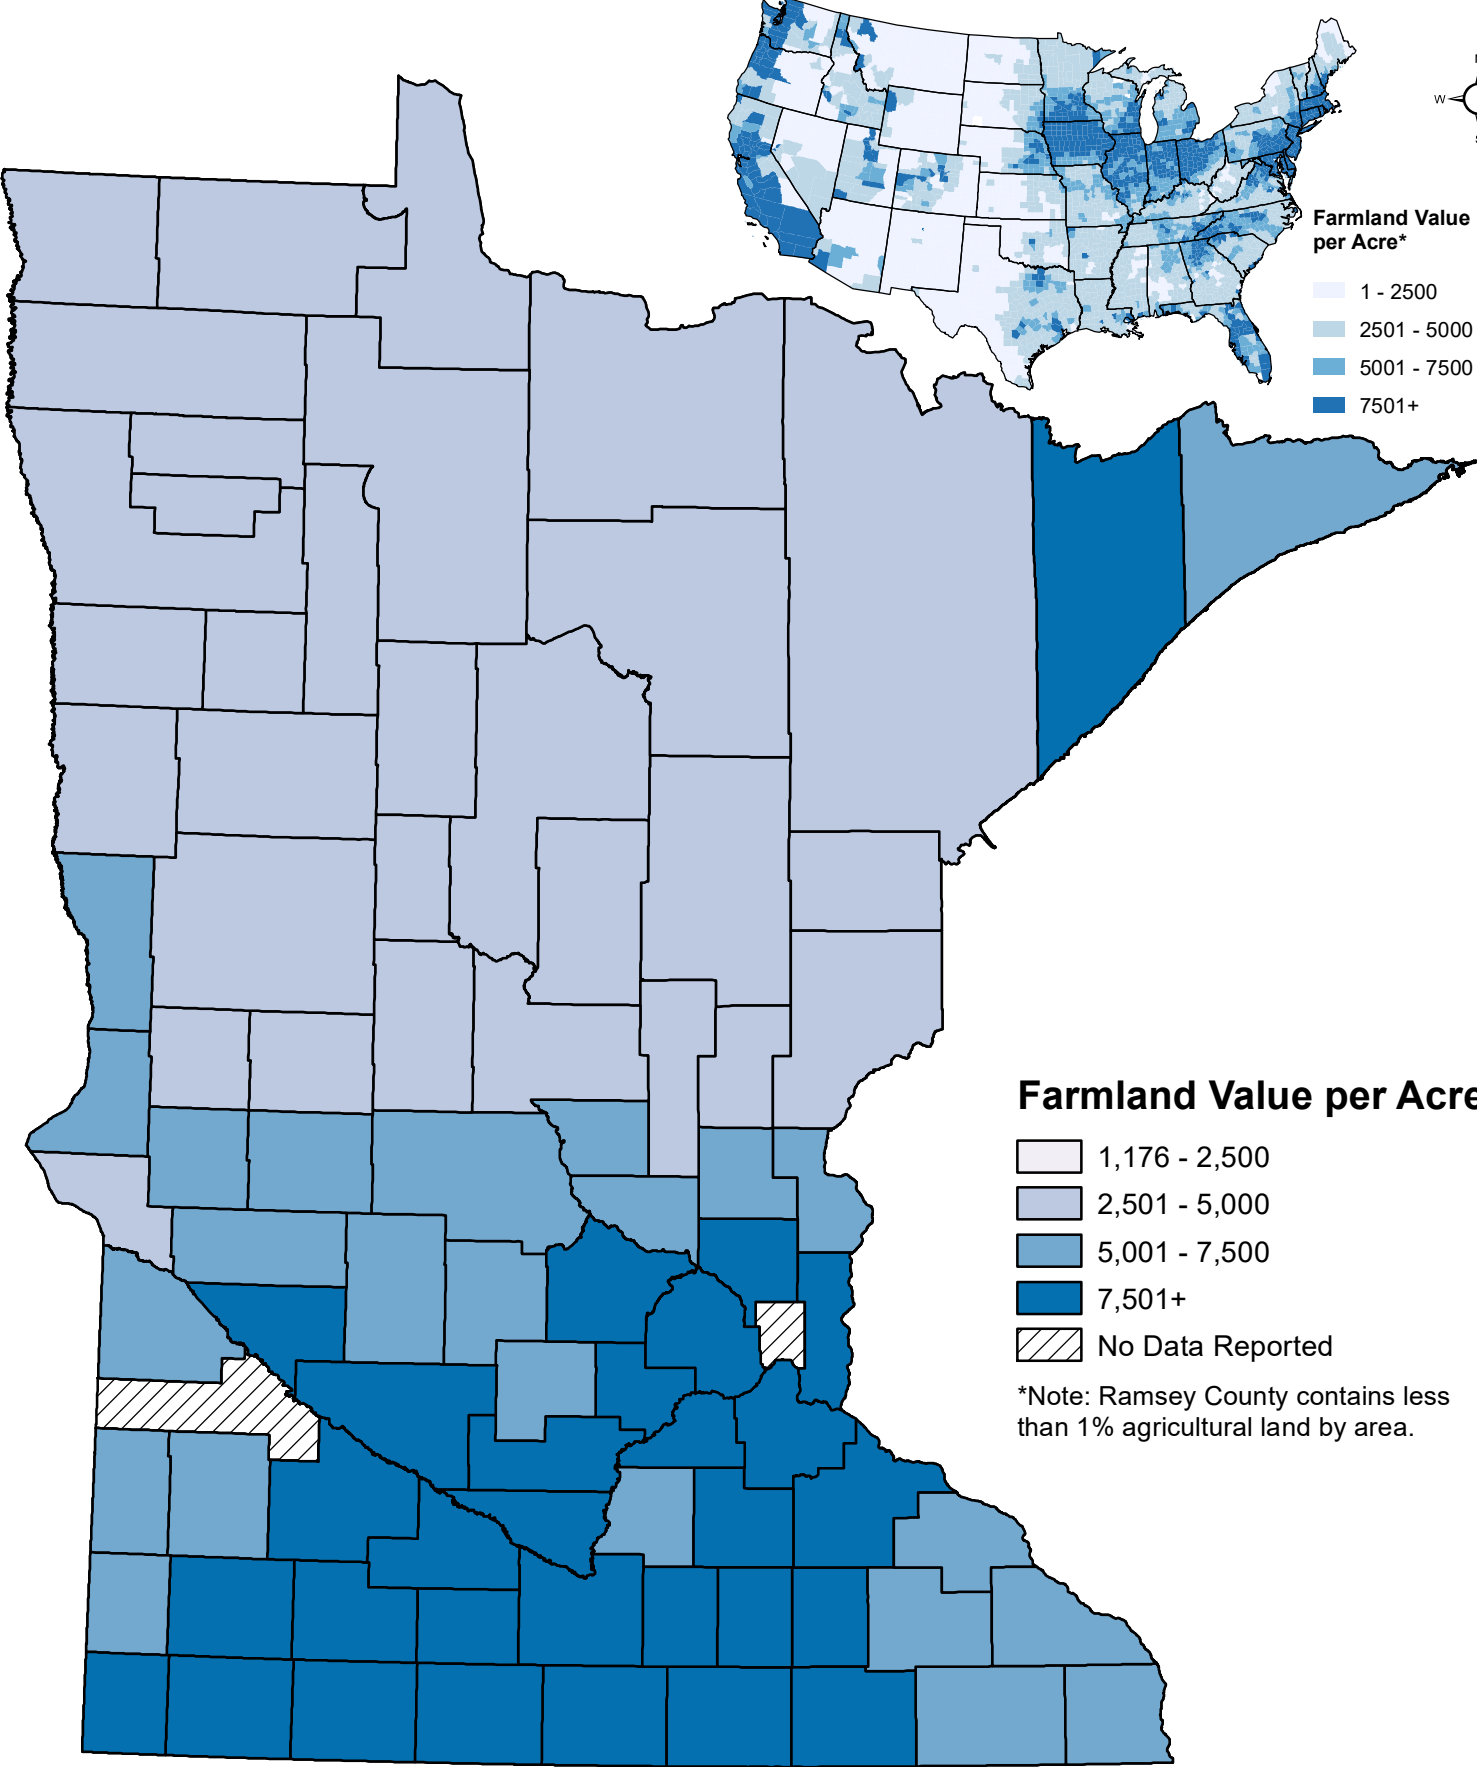 W
Farmland Value
per Acre*
1 - 2500
2501 - 5000
5001 - 7500
7501+
Farmland Value per Acre
1,176 - 2,500
2,501 - 5,000
5,001 - 7,500
7,501+
No Data Reported
*Note: Ramsey County contains less
than 1% agricultural land by area.